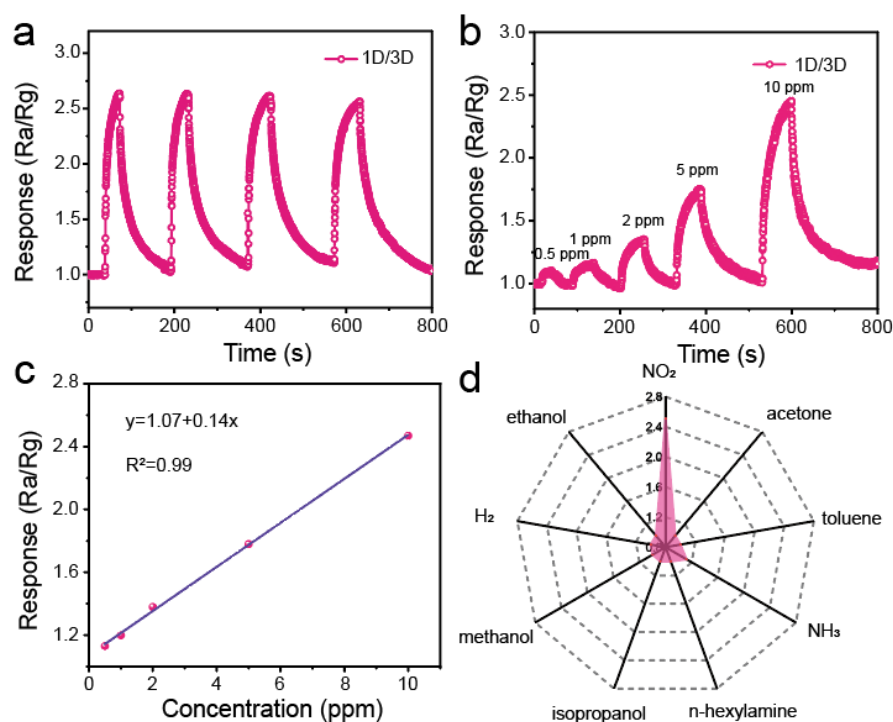 a
3.0
2.5
2.0
1.5
1.0
Response (Ra/Rg)
1D/3D
0 200 400 600 800
Time (s)
b
3.0
2.5
2.0
1.5
1.0
Response (Ra/Rg)
1D/3D
0.5 ppm
1 ppm
2 ppm
5 ppm
10 ppm
0 200 400 600 800
Time (s)
c
2.8
2.4
2.0
1.6
1.2
Response (Ra/Rg)
y=1.07+0.14x
R²=0.99
0 2 4 6 8 10
Concentration (ppm)
d
NO₂
acetone
toluene
NH₃
n-hexylamine
isopropanol
methanol
H₂
ethanol
2.8
2.4
2.0
1.6
1.2